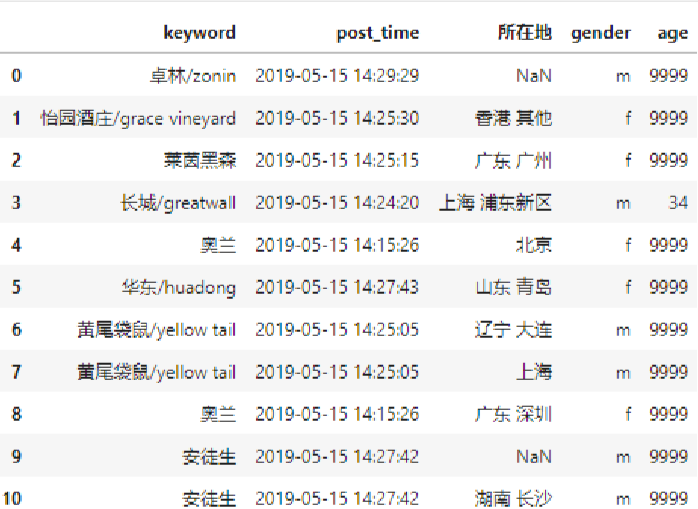 keyword post_time 所在地 gender age
0 卓林/zonin 2019-05-15 14:29:29 NaN m 9999
1 怡园酒庄/grace vineyard 2019-05-15 14:25:30 香港 其他 f 9999
2 莱茵黑森 2019-05-15 14:25:15 广东 广州 f 9999
3 长城/greatwall 2019-05-15 14:24:20 上海 浦东新区 m 34
4 奥兰 2019-05-15 14:15:26 北京 f 9999
5 华东/huadong 2019-05-15 14:27:43 山东 青岛 f 9999
6 黄尾袋鼠/yellow tail 2019-05-15 14:25:05 辽宁 大连 m 9999
7 黄尾袋鼠/yellow tail 2019-05-15 14:25:05 上海 m 9999
8 奥兰 2019-05-15 14:15:26 广东 深圳 f 9999
9 安徒生 2019-05-15 14:27:42 NaN m 9999
10 安徒生 2019-05-15 14:27:42 湖南 长沙 m 9999